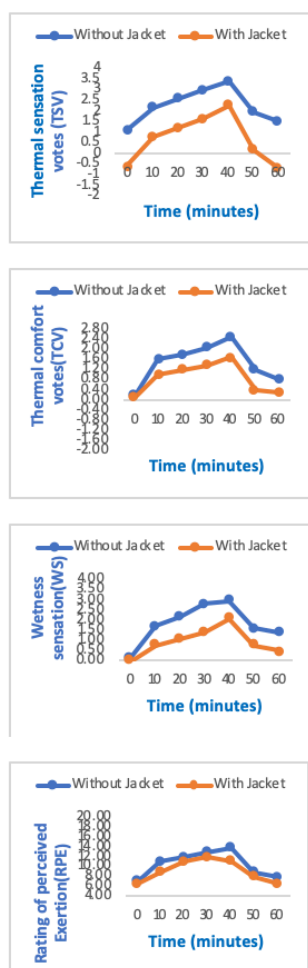 Without Jacket With Jacket
Thermal sensation
votes (TSV)
4
3.5
3
2.5
2
1.5
1
0.5
0
-0.5
-1
-1.5
-2
0 10 20 30 40 50 60
Time (minutes)
Without Jacket With Jacket
Thermal comfort
votes(TCV)
2.80
2.40
2.00
1.60
1.20
0.80
0.40
0.00
-0.40
-0.80
-1.20
-1.60
-2.00
0 10 20 30 40 50 60
Time (minutes)
Without Jacket With Jacket
Wetness
sensation(WS)
4.00
3.50
3.00
2.50
2.00
1.50
1.00
0.50
0.00
0 10 20 30 40 50 60
Time (minutes)
Without Jacket With Jacket
Rating of perceived
Exertion(RPE)
20.00
18.00
16.00
14.00
12.00
10.00
8.00
6.00
4.00
0 10 20 30 40 50 60
Time (minutes)